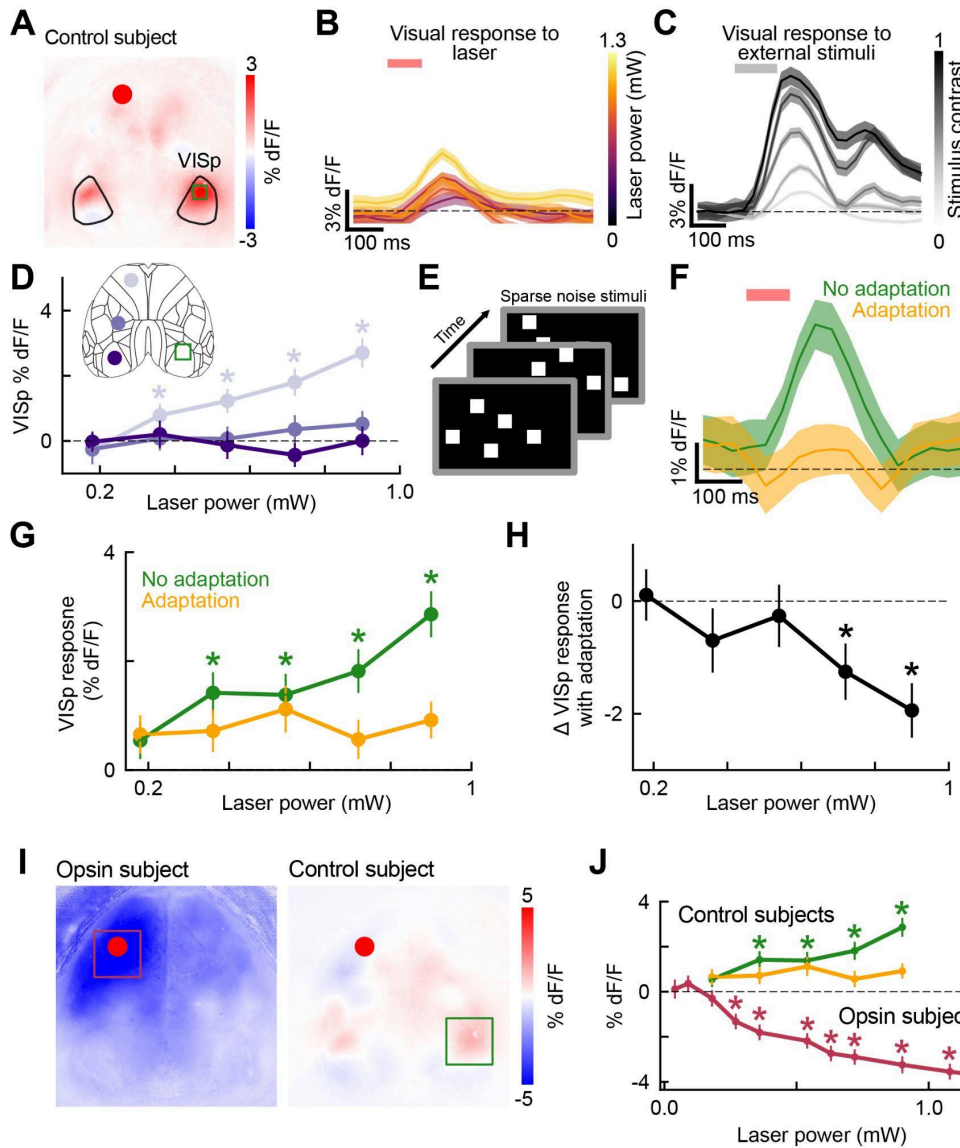 A
Control subject
3
% dF/F
-3
VISp
B
Visual response to
laser
1.3
Laser power (mW)
0
3% dF/F
100 ms
C
Visual response to
external stimuli
1
Stimulus contrast
0
3% dF/F
100 ms
D
VISp % dF/F
4
0
*
*
*
*
0.2
1.0
Laser power (mW)
E
Sparse noise stimuli
Time
F
No adaptation
Adaptation
1% dF/F
100 ms
G
VISp resposne
(% dF/F)
4
0
No adaptation
Adaptation
*
*
*
*
0.2
1
Laser power (mW)
H
Δ VISp response
with adaptation
0
-2
*
*
0.2
1
Laser power (mW)
I
Opsin subject
Control subject
5
% dF/F
-5
J
% dF/F
4
0
-4
Control subjects
*
*
*
*
Opsin subject
*
*
*
*
*
*
*
0.0
1.0
Laser power (mW)